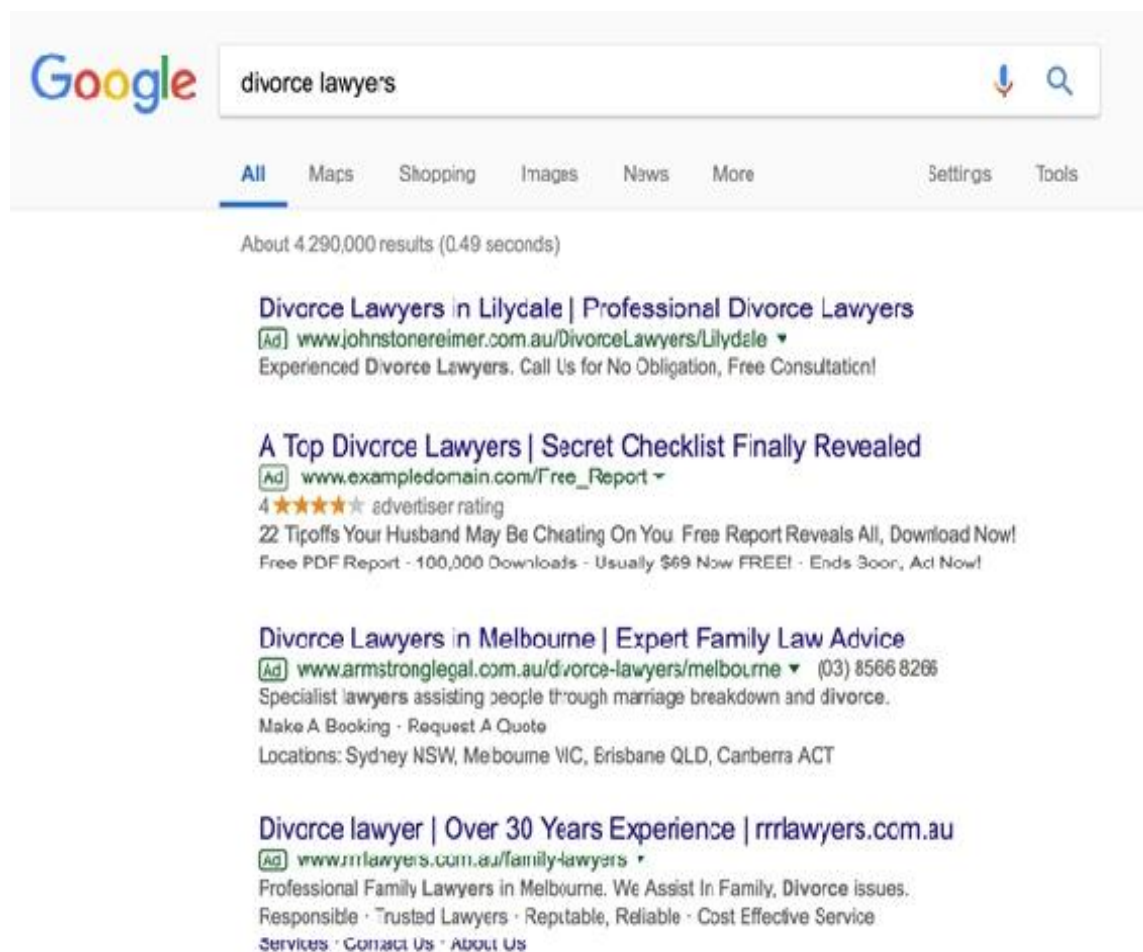 Google
divorce lawyers
All Maps Shopping Images News More Settings Tools
About 4,290,000 results (0.49 seconds)
Divorce Lawyers in Lilydale | Professional Divorce Lawyers
Ad www.johnstonereimer.com.au/DivorceLawyers/Lilydale
Experienced Divorce Lawyers. Call Us for No Obligation, Free Consultation!
A Top Divorce Lawyers | Secret Checklist Finally Revealed
Ad www.exampledomain.com/Free_Report
4 advertiser rating
22 Tipoffs Your Husband May Be Cheating On You. Free Report Reveals All, Download Now!
Free PDF Report · 100,000 Downloads · Usually $69 Now FREE! · Ends Soon, Act Now!
Divorce Lawyers in Melbourne | Expert Family Law Advice
Ad www.armstronglegal.com.au/divorce-lawyers/melbourne (03) 8566 8266
Specialist lawyers assisting people through marriage breakdown and divorce.
Make A Booking · Request A Quote
Locations: Sydney NSW, Melbourne VIC, Brisbane QLD, Canberra ACT
Divorce lawyer | Over 30 Years Experience | rrrlawyers.com.au
Ad www.rrrlawyers.com.au/family-lawyers
Professional Family Lawyers in Melbourne. We Assist In Family, Divorce issues.
Responsible · Trusted Lawyers · Reputable, Reliable · Cost Effective Service
Services · Contact Us · About Us